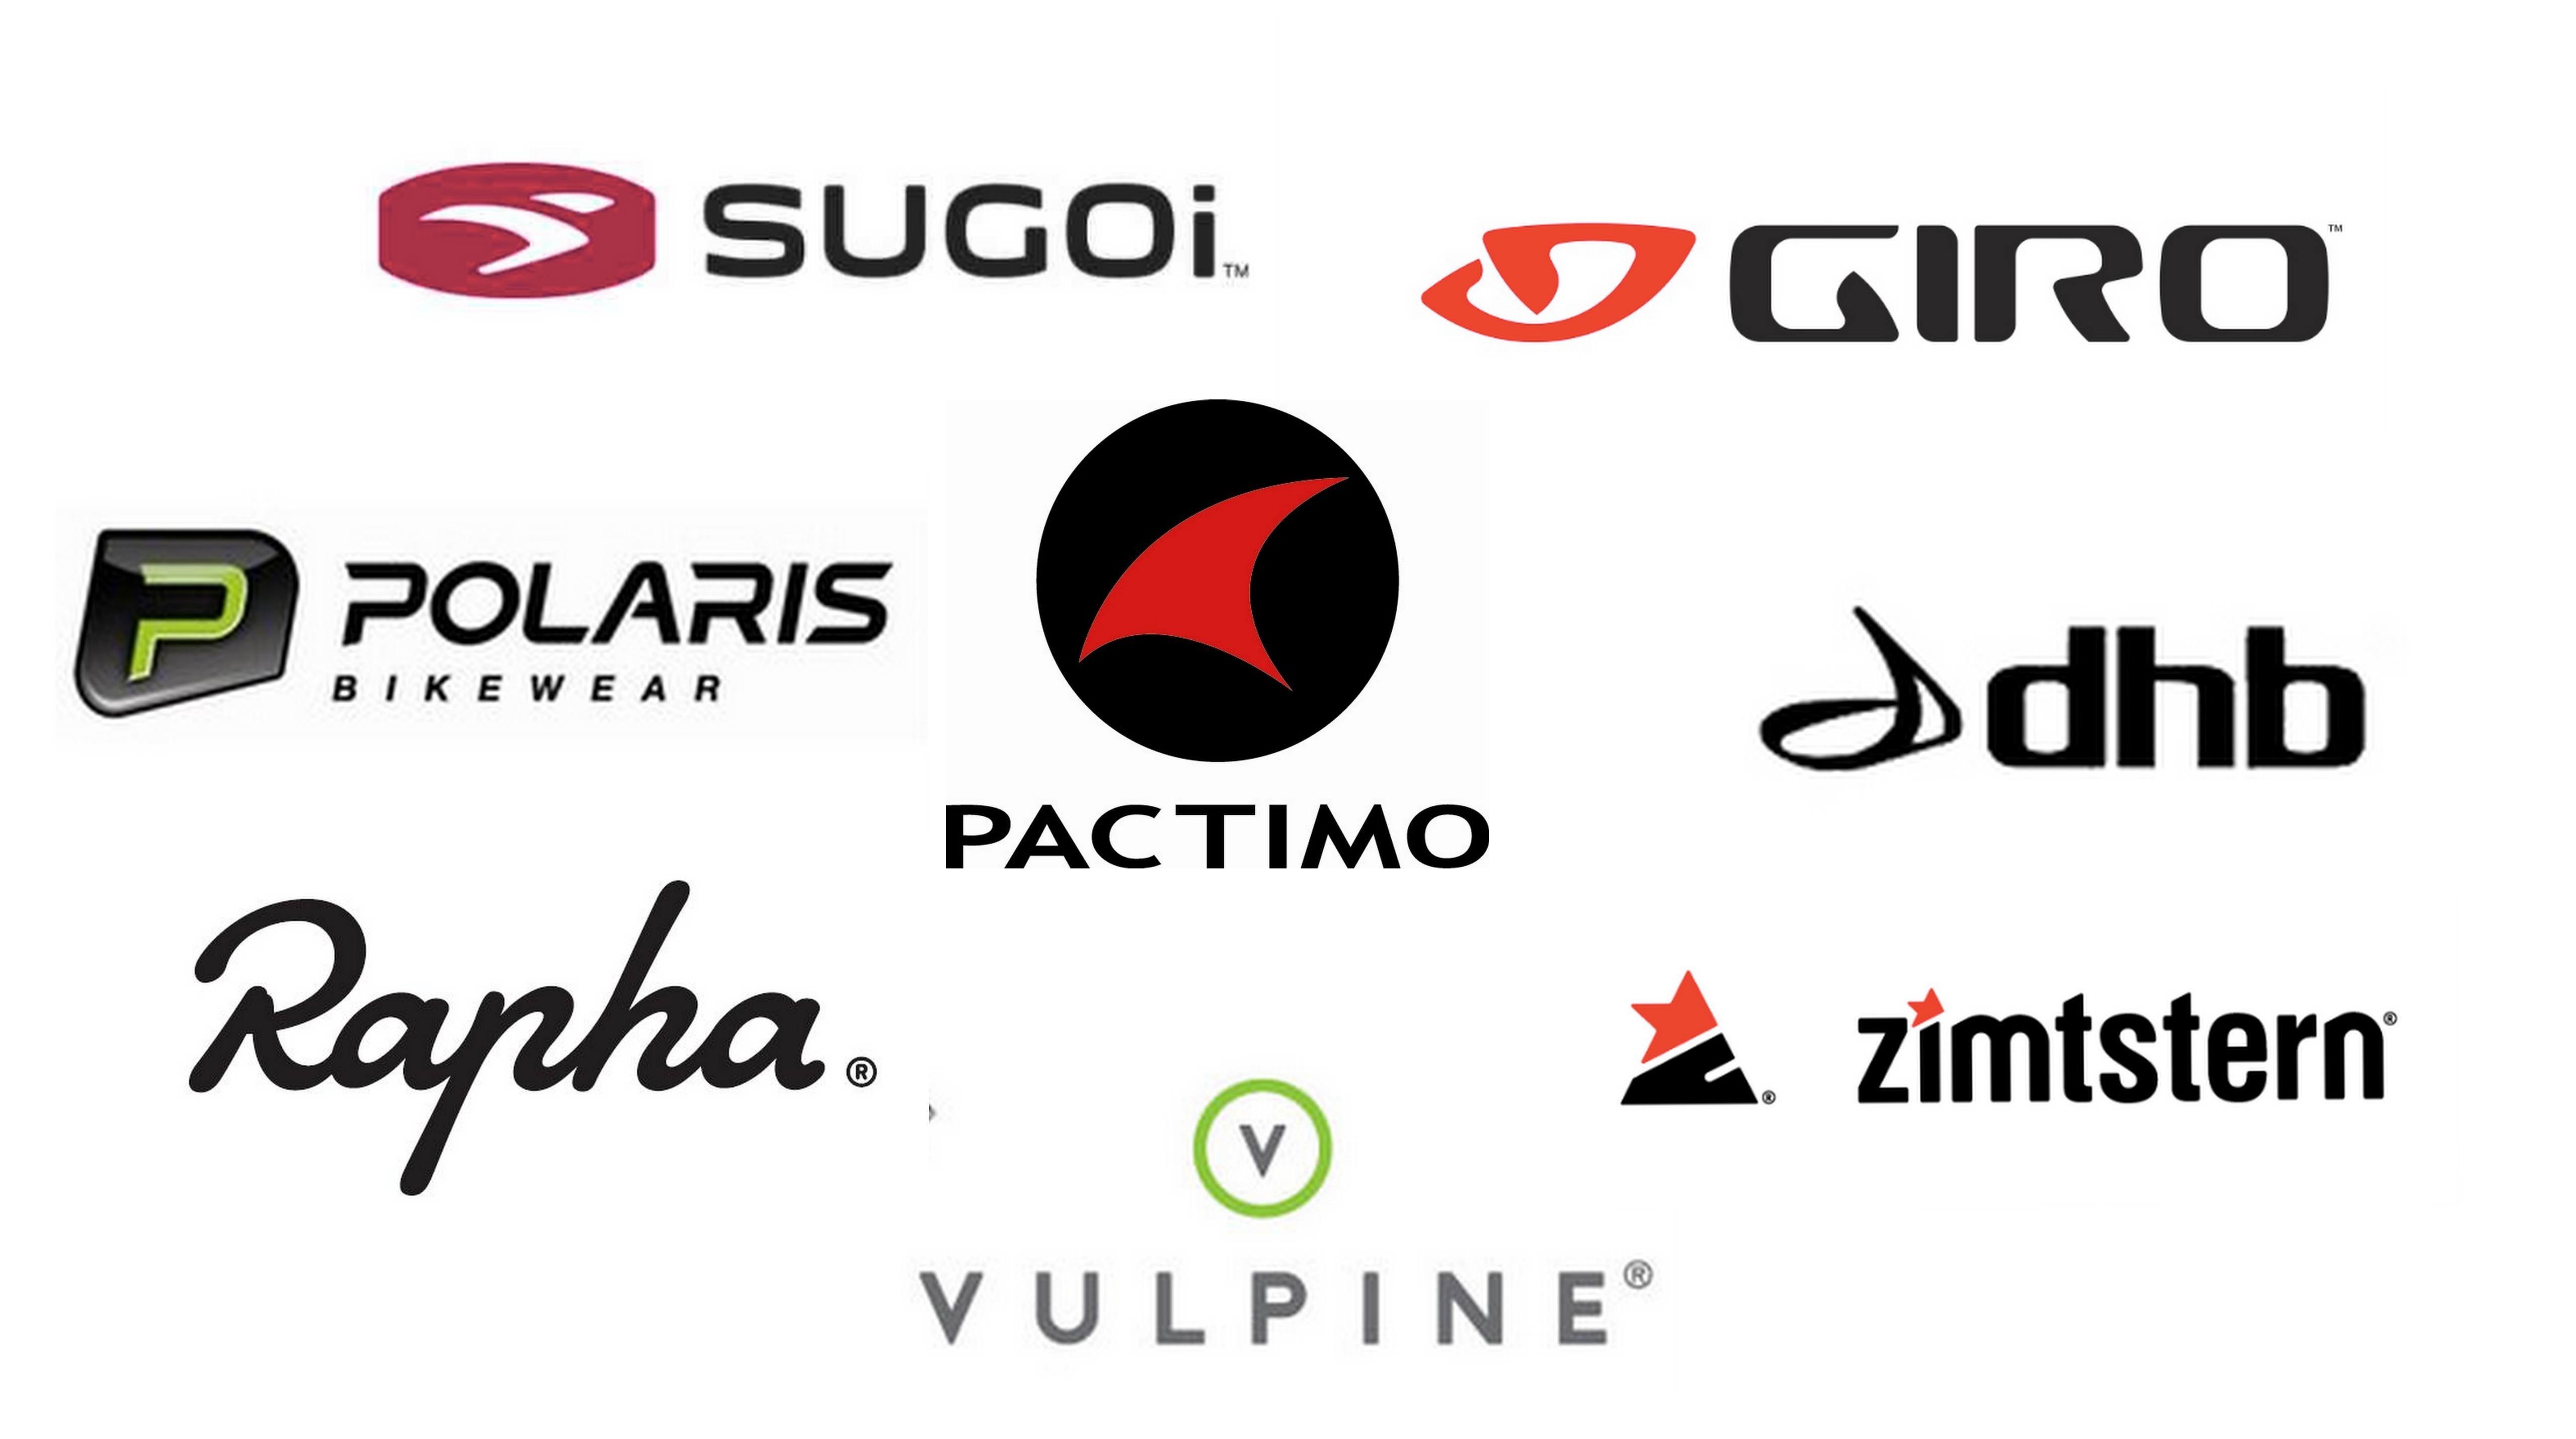 SUGOi™
GIRO™
P POLARIS
BIKEWEAR
PACTIMO
dhb
Rapha®
® zimtstern®
V
VULPINE®